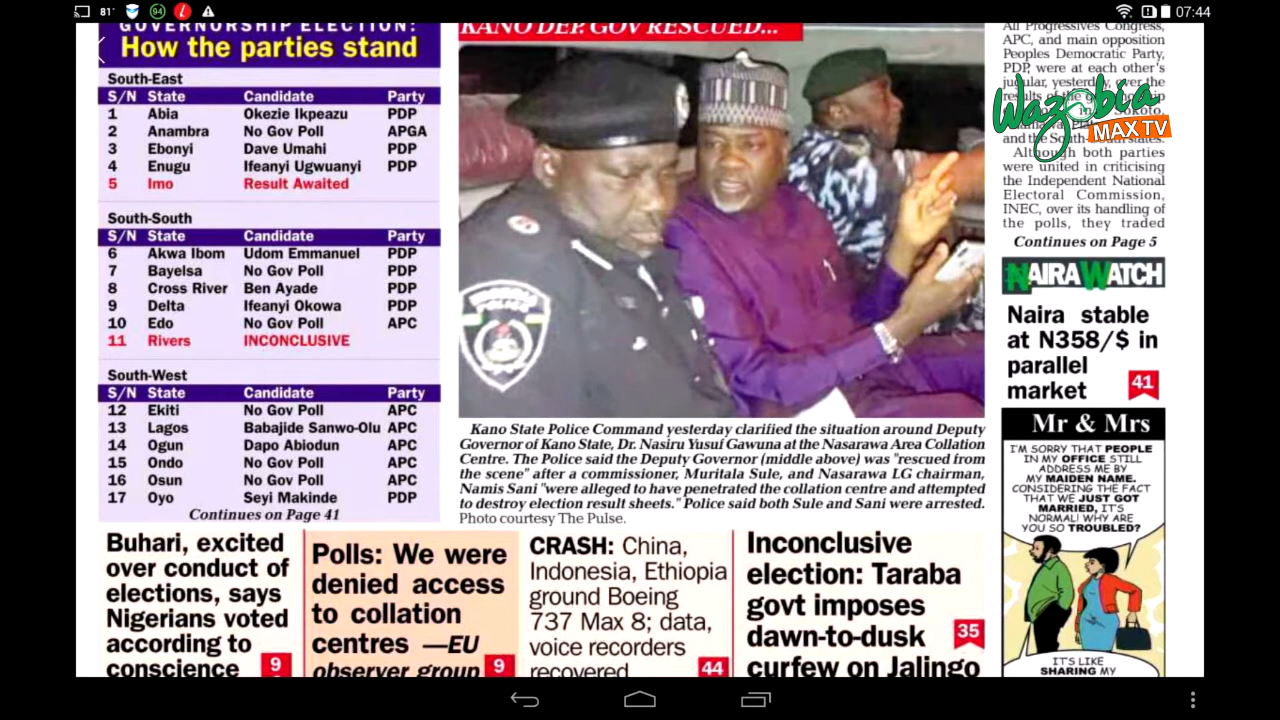 81°
94
07:44
GOVERNORSHIP ELECTION:
How the parties stand
South-East
S/N State Candidate Party
1 Abia Okezie Ikpeazu PDP
2 Anambra No Gov Poll APGA
3 Ebonyi Dave Umahi PDP
4 Enugu Ifeanyi Ugwuanyi PDP
5 Imo Result Awaited
South-South
S/N State Candidate Party
6 Akwa Ibom Udom Emmanuel PDP
7 Bayelsa No Gov Poll PDP
8 Cross River Ben Ayade PDP
9 Delta Ifeanyi Okowa PDP
10 Edo No Gov Poll APC
11 Rivers INCONCLUSIVE
South-West
S/N State Candidate Party
12 Ekiti No Gov Poll APC
13 Lagos Babajide Sanwo-Olu APC
14 Ogun Dapo Abiodun APC
15 Ondo No Gov Poll APC
16 Osun No Gov Poll APC
17 Oyo Seyi Makinde PDP
Continues on Page 41
KANO DEP. GOV RESCUED...
POLICE
Kano State Police Command yesterday clarified the situation around Deputy
Governor of Kano State, Dr. Nasiru Yusuf Gawuna at the Nasarawa Area Collation
Centre. The Police said the Deputy Governor (middle above) was "rescued from
the scene" after a commissioner, Muritala Sule, and Nasarawa LG chairman,
Namis Sani "were alleged to have penetrated the collation centre and attempted
to destroy election result sheets." Police said both Sule and Sani were arrested.
Photo courtesy The Pulse.
All Progressives Congress,
APC, and main opposition
Peoples Democratic Party,
PDP, were at each other's
jugular, yesterday, over the
results of the
Sokoto,
and the South-
Although both parties
were united in criticising
the Independent National
Electoral Commission,
INEC, over its handling of
the polls, they traded
Continues on Page 5
Wazobia
MAX TV
NAIRAWATCH
Naira stable
at N358/$ in
parallel
market
41
Mr & Mrs
I'M SORRY THAT PEOPLE
IN MY OFFICE STILL
ADDRESS ME BY
MY MAIDEN NAME.
CONSIDERING THE FACT
THAT WE JUST GOT
MARRIED, IT'S
NORMAL! WHY ARE
YOU SO TROUBLED?
IT'S LIKE
SHARING MY
Buhari, excited
over conduct of
elections, says
Nigerians voted
according to
conscience
9
Polls: We were
denied access
to collation
centres —EU
observer group
9
CRASH: China,
Indonesia, Ethiopia
ground Boeing
737 Max 8; data,
voice recorders
recovered
44
Inconclusive
election: Taraba
govt imposes
dawn-to-dusk
curfew on Jalingo
35